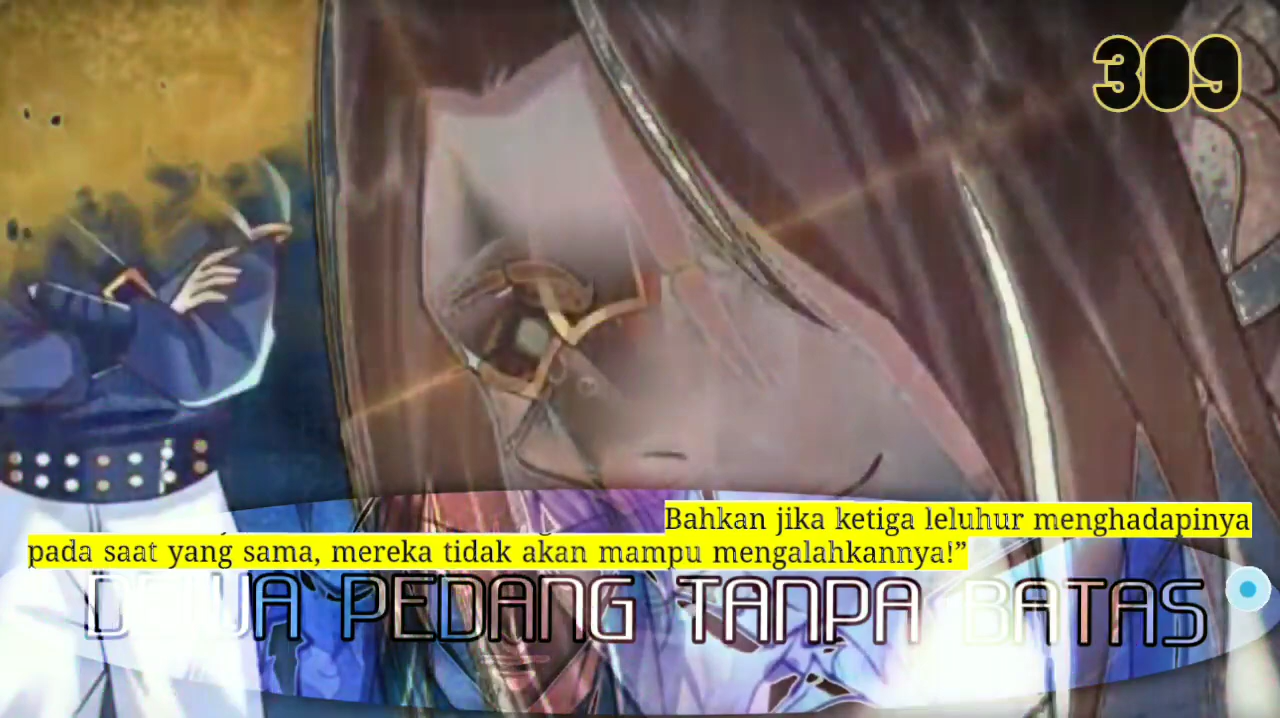 309
Bahkan jika ketiga leluhur menghadapinya
pada saat yang sama, mereka tidak akan mampu mengalahkannya!”
DEWA PEDANG TANPA BATAS